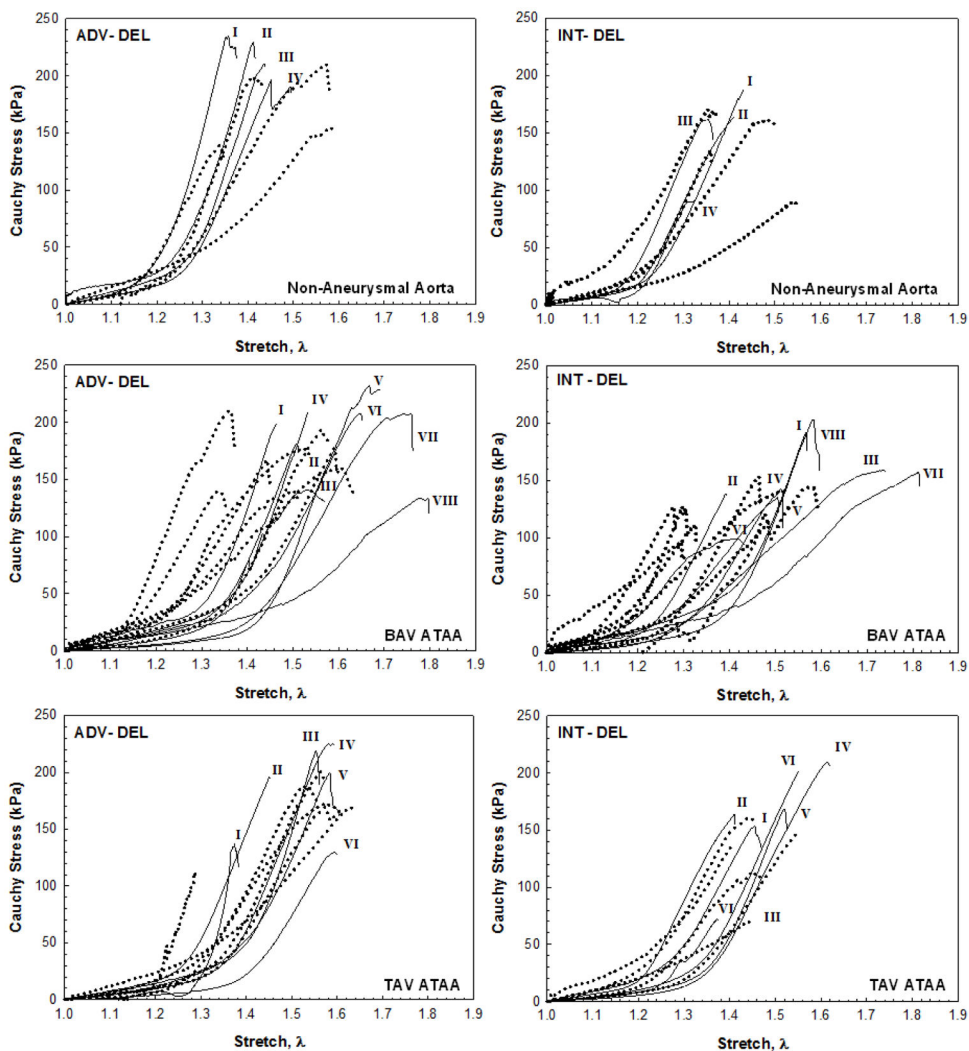 ADV- DEL
I
II
III
IV
250
200
150
100
50
0
Cauchy Stress (kPa)
Non-Aneurysmal Aorta
1.0 1.1 1.2 1.3 1.4 1.5 1.6 1.7 1.8 1.9
Stretch, λ
INT- DEL
I
III
II
IV
250
200
150
100
50
0
Cauchy Stress (kPa)
Non-Aneurysmal Aorta
1.0 1.1 1.2 1.3 1.4 1.5 1.6 1.7 1.8 1.9
Stretch, λ
ADV- DEL
V
I
IV
VI
VII
II
III
VIII
250
200
150
100
50
0
Cauchy Stress (kPa)
BAV ATAA
1.0 1.1 1.2 1.3 1.4 1.5 1.6 1.7 1.8 1.9
Stretch, λ
INT - DEL
I
VIII
II
IV
III
VII
VI
V
250
200
150
100
50
0
Cauchy Stress (kPa)
BAV ATAA
1.0 1.1 1.2 1.3 1.4 1.5 1.6 1.7 1.8 1.9
Stretch, λ
ADV- DEL
III
IV
II
V
I
VI
250
200
150
100
50
0
Cauchy Stress (kPa)
TAV ATAA
1.0 1.1 1.2 1.3 1.4 1.5 1.6 1.7 1.8 1.9
Stretch, λ
INT - DEL
VI
IV
II
I
V
VI
III
250
200
150
100
50
0
Cauchy Stress (kPa)
TAV ATAA
1.0 1.1 1.2 1.3 1.4 1.5 1.6 1.7 1.8 1.9
Stretch, λ